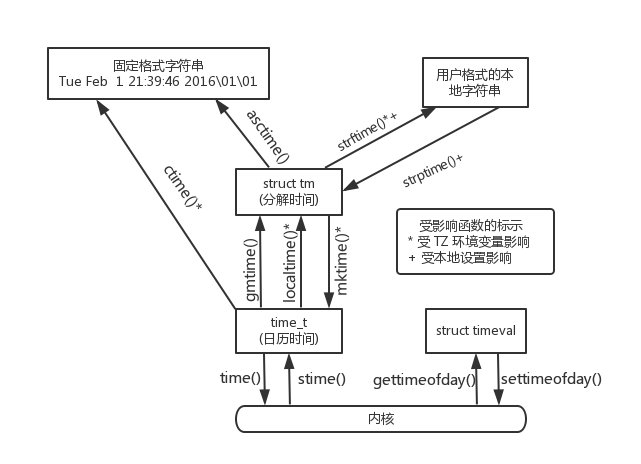 固定格式字符串
Tue Feb  1 21:39:46 2016\01\01
用户格式的本
地字符串
asctime()
strftime()*+
strptime()+
ctime()*
struct tm
(分解时间)
受影响函数的标示
* 受 TZ 环境变量影响
+ 受本地设置影响
gmtime()
localtime()*
mktime()*
time_t
(日历时间)
struct timeval
time()
stime()
gettimeofday()
settimeofday()
内核